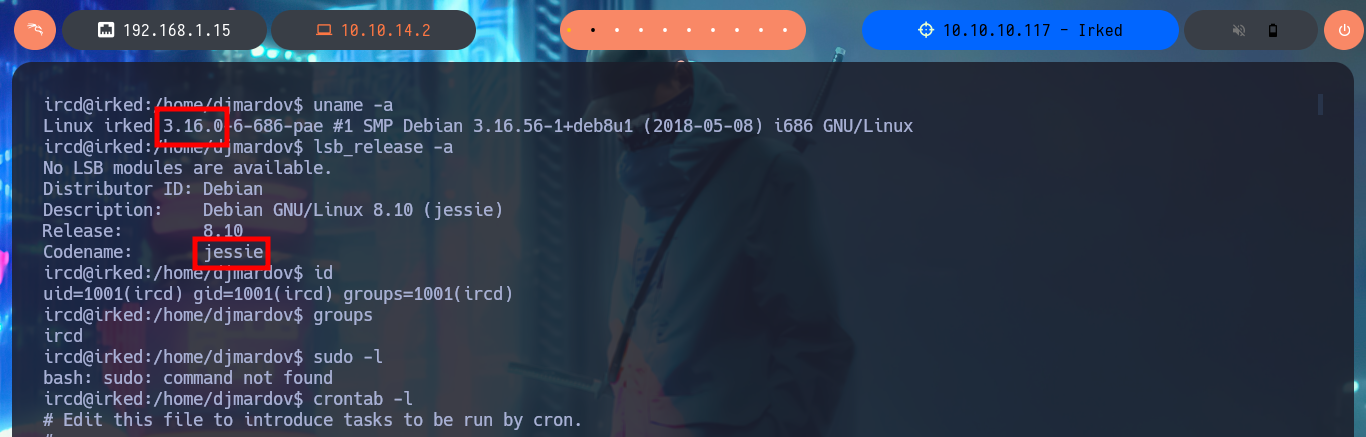 192.168.1.15 10.10.14.2 10.10.10.117 - Irked
ircd@irked:/home/djmardov$ uname -a
Linux irked 3.16.0-6-686-pae #1 SMP Debian 3.16.56-1+deb8u1 (2018-05-08) i686 GNU/Linux
ircd@irked:/home/djmardov$ lsb_release -a
No LSB modules are available.
Distributor ID: Debian
Description:    Debian GNU/Linux 8.10 (jessie)
Release:        8.10
Codename:       jessie
ircd@irked:/home/djmardov$ id
uid=1001(ircd) gid=1001(ircd) groups=1001(ircd)
ircd@irked:/home/djmardov$ groups
ircd
ircd@irked:/home/djmardov$ sudo -l
bash: sudo: command not found
ircd@irked:/home/djmardov$ crontab -l
# Edit this file to introduce tasks to be run by cron.
#